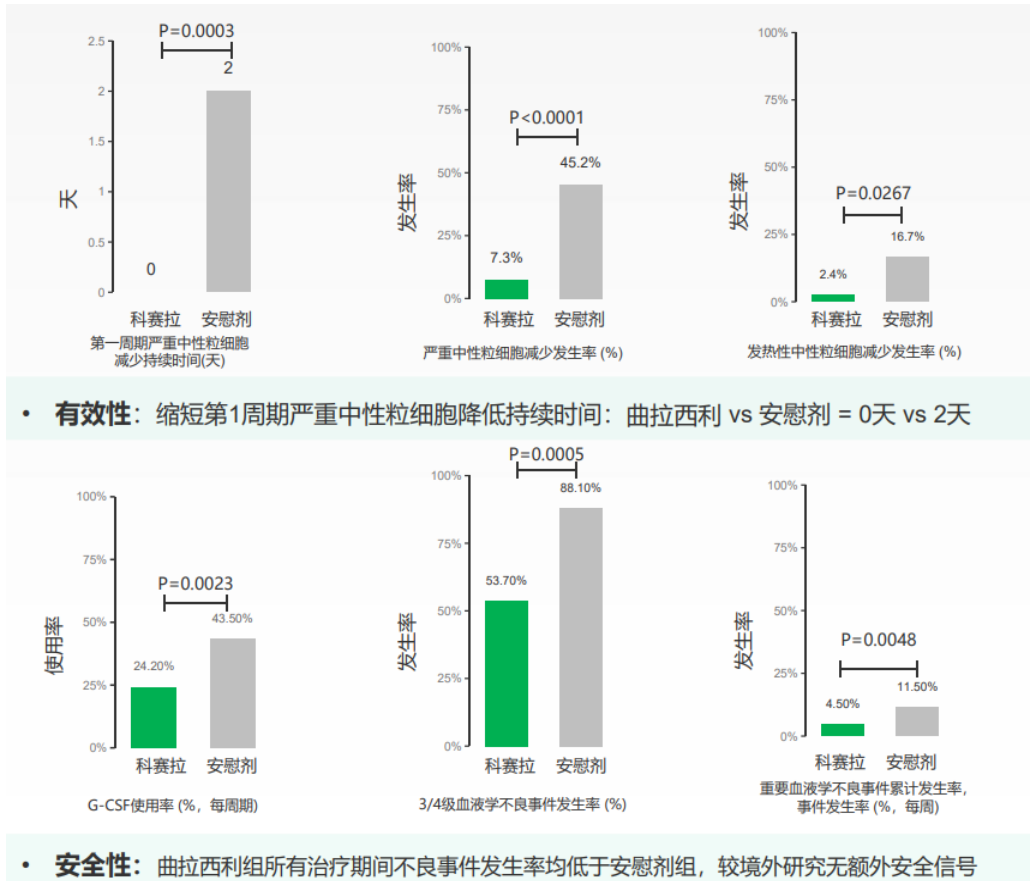 P=0.0003
2.5
2
2
1.5
1
0.5
0
0
天
科赛拉 安慰剂
第一周期严重中性粒细胞
减少持续时间(天)
100%
75%
P<0.0001
50%
45.2%
25%
7.3%
0%
发生率
科赛拉 安慰剂
严重中性粒细胞减少发生率 (%)
100%
75%
50%
P=0.0267
25%
16.7%
2.4%
0%
发生率
科赛拉 安慰剂
发热性中性粒细胞减少发生率 (%)
• 有效性：缩短第1周期严重中性粒细胞降低持续时间：曲拉西利 vs 安慰剂 = 0天 vs 2天
100%
75%
P=0.0023
50%
43.50%
24.20%
25%
0%
使用率
科赛拉 安慰剂
G-CSF使用率 (%，每周期)
P=0.0005
100%
88.10%
75%
53.70%
50%
25%
0%
发生率
科赛拉 安慰剂
3/4级血液学不良事件发生率 (%)
100%
75%
50%
P=0.0048
25%
11.50%
4.50%
0%
发生率
科赛拉 安慰剂
重要血液学不良事件累计发生率，
事件发生率 (%，每周)
• 安全性：曲拉西利组所有治疗期间不良事件发生率均低于安慰剂组，较境外研究无额外安全信号